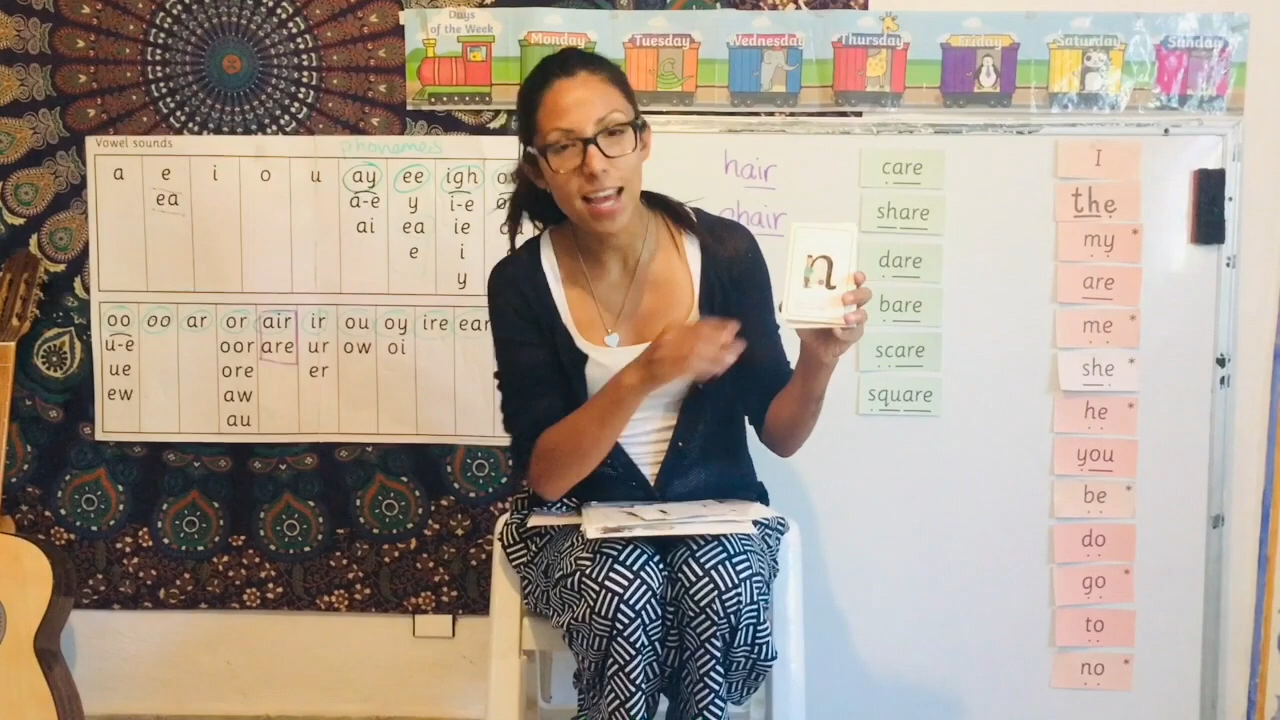 Days
of the Week
Monday
Tuesday
Wednesday
Thursday
Friday
Saturday
Sunday
Vowel sounds
phonemes
a e i o u ay ee igh
ea a-e y i-e
ai ea ie
e i
y
oo oo ar or air ir ou oy ire ear
u-e oor are ur ow oi
ue ore er
ew aw
au
hair
chair
n
care
share
dare
bare
scare
square
I
the
my*
are
me*
she*
he*
you
be*
do
go*
to
no*